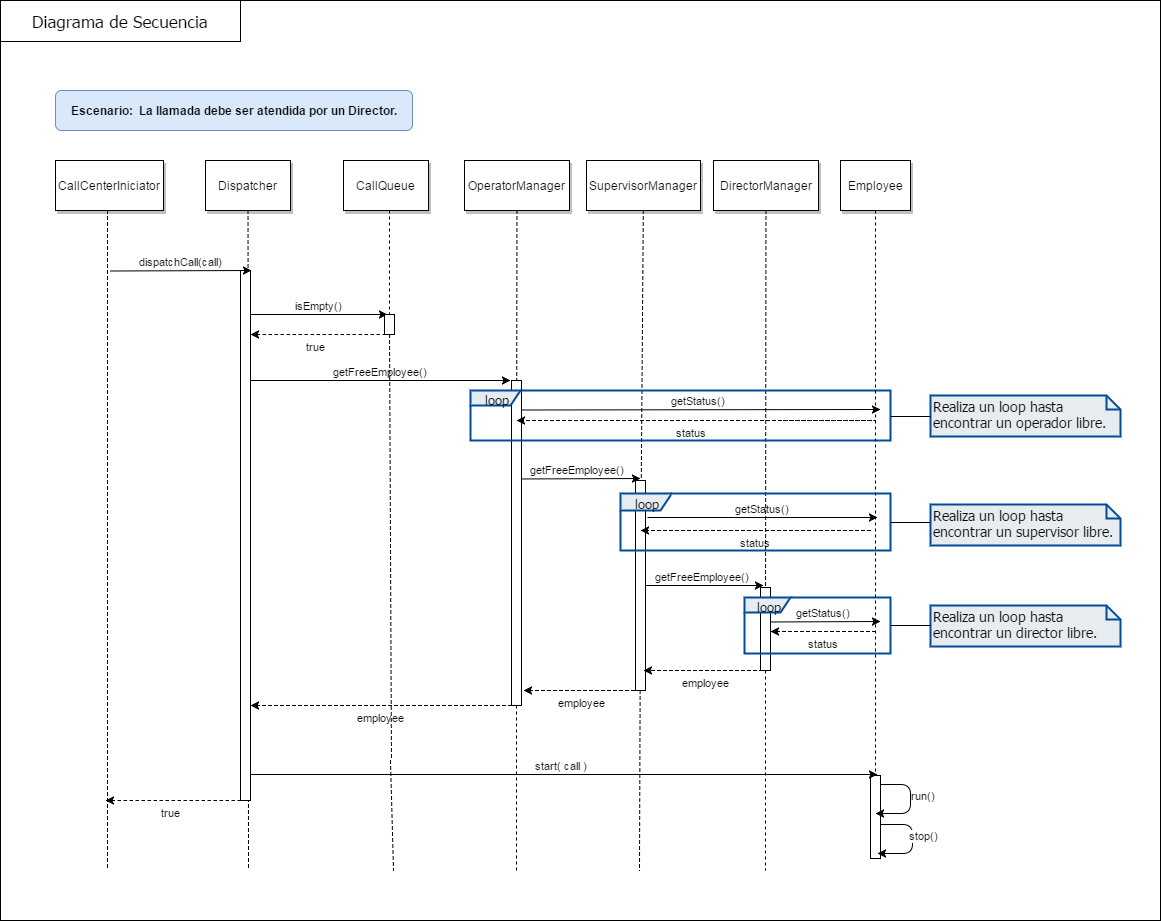 Diagrama de Secuencia
Escenario:  La llamada debe ser atendida por un Director.
CallCenterIniciator
Dispatcher
CallQueue
OperatorManager
SupervisorManager
DirectorManager
Employee
dispatchCall(call)
isEmpty()
true
getFreeEmployee()
loop
getStatus()
status
Realiza un loop hasta
encontrar un operador libre.
getFreeEmployee()
loop
getStatus()
status
Realiza un loop hasta
encontrar un supervisor libre.
getFreeEmployee()
loop
getStatus()
status
Realiza un loop hasta
encontrar un director libre.
employee
employee
employee
start( call )
run()
true
stop()